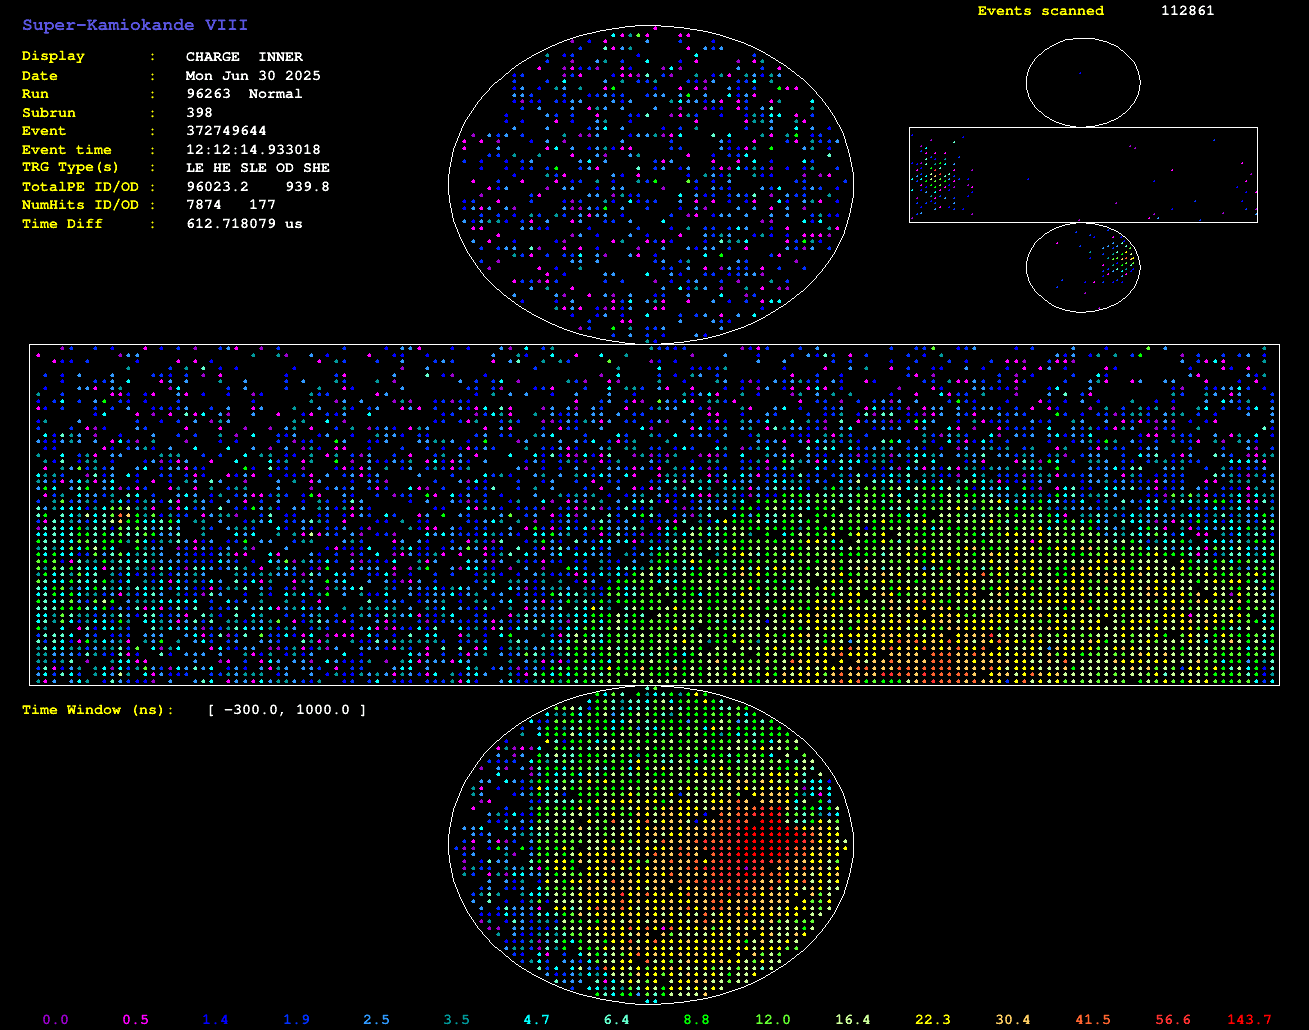 Super-Kamiokande VIII
Events scanned 112861
Display : CHARGE INNER
Date : Mon Jun 30 2025
Run : 96263 Normal
Subrun : 398
Event : 372749644
Event time : 12:12:14.933018
TRG Type(s) : LE HE SLE OD SHE
TotalPE ID/OD : 96023.2 939.8
NumHits ID/OD : 7874 177
Time Diff : 612.718079 us
Time Window (ns): [ -300.0, 1000.0 ]
0.0 0.5 1.4 1.9 2.5 3.5 4.7 6.4 8.8 12.0 16.4 22.3 30.4 41.5 56.6 143.7